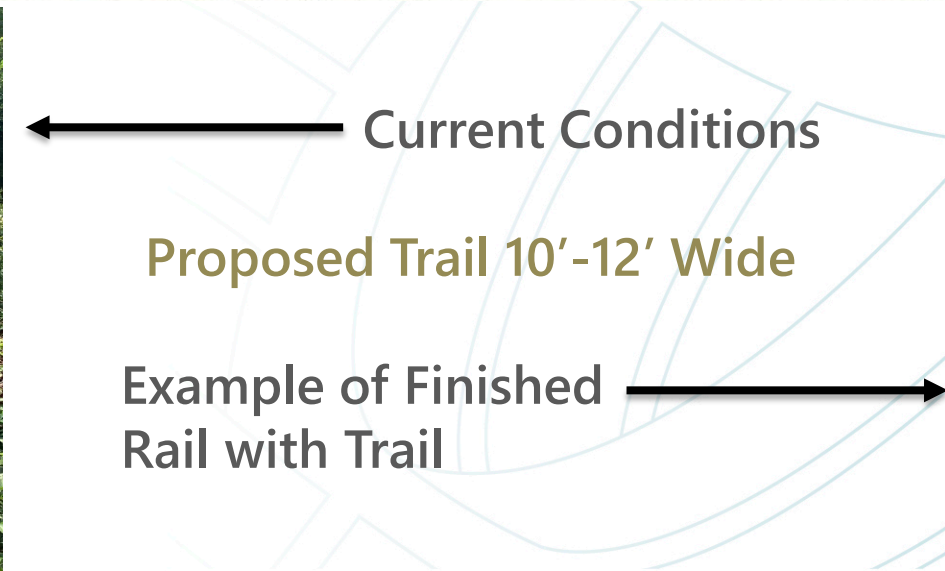 Current Conditions
Proposed Trail 10′-12′ Wide
Example of Finished
Rail with Trail